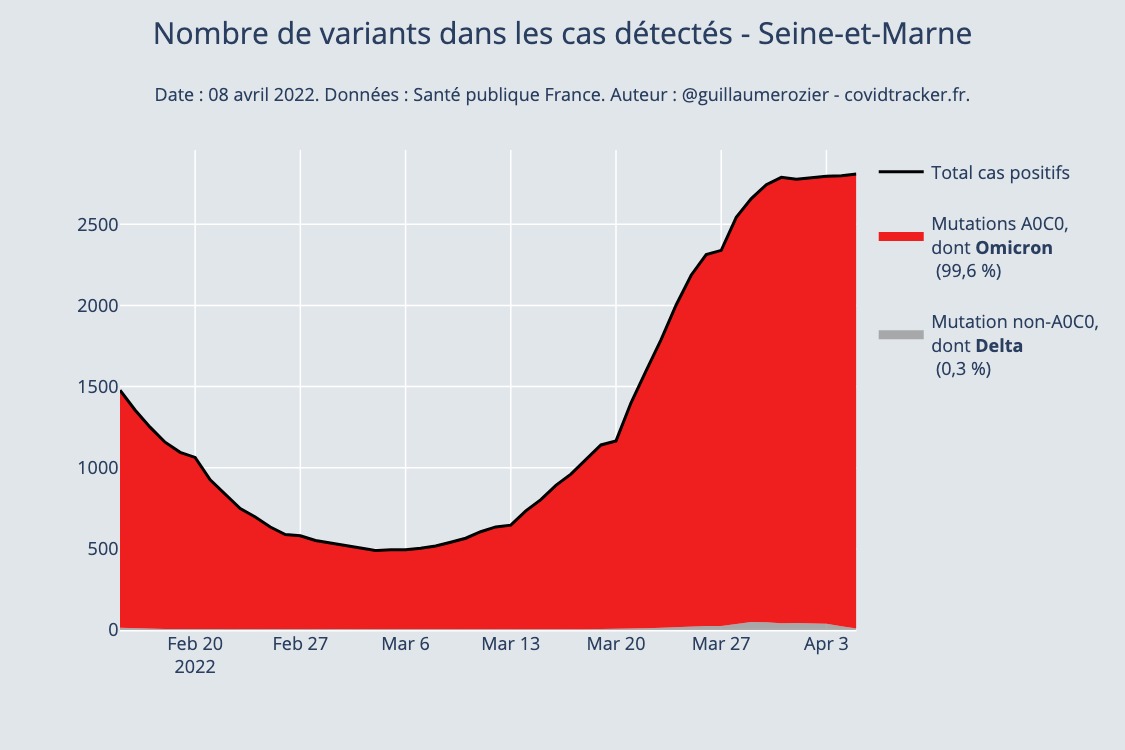 Nombre de variants dans les cas détectés - Seine-et-Marne
Date : 08 avril 2022. Données : Santé publique France. Auteur : @guillaumerozier - covidtracker.fr.
Total cas positifs
Mutations A0C0,
dont Omicron
(99,6 %)
Mutation non-A0C0,
dont Delta
(0,3 %)
2500
2000
1500
1000
500
0
Feb 20 Feb 27 Mar 6 Mar 13 Mar 20 Mar 27 Apr 3
2022